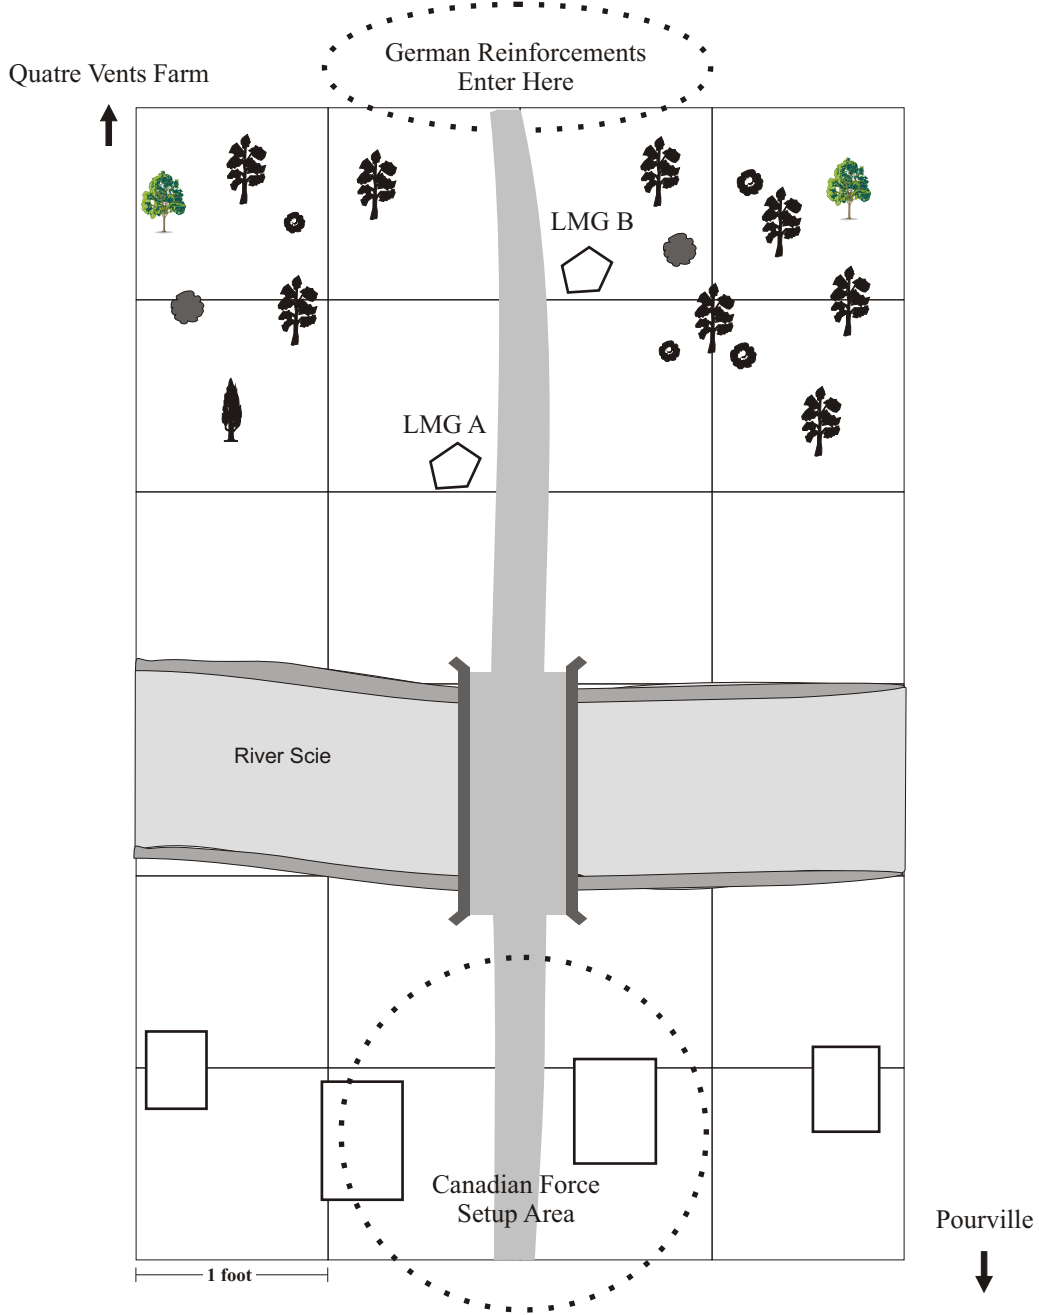 German Reinforcements
Enter Here
Quatre Vents Farm
LMG B
LMG A
River Scie
Canadian Force
Setup Area
Pourville
1 foot